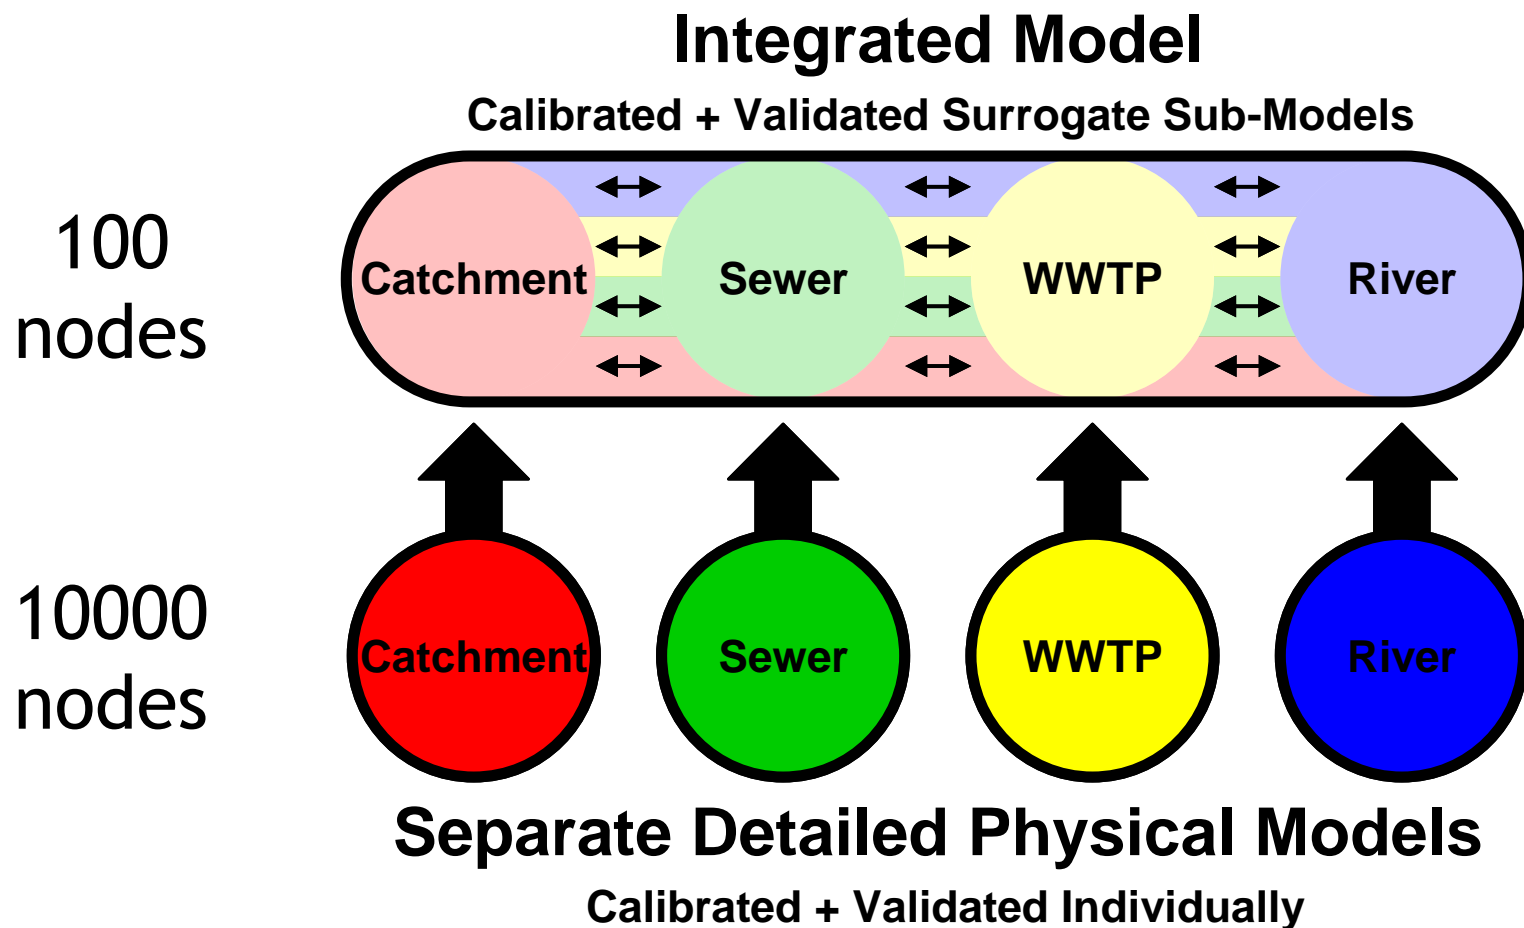 Integrated Model
Calibrated + Validated Surrogate Sub-Models
100
nodes
Catchment
Sewer
WWTP
River
10000
nodes
Catchment
Sewer
WWTP
River
Separate Detailed Physical Models
Calibrated + Validated Individually